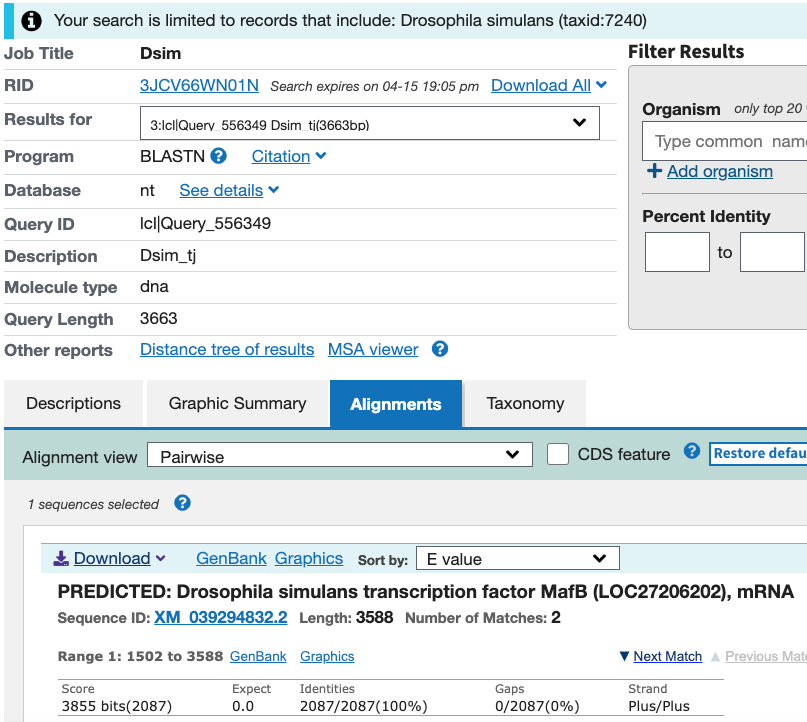 Your search is limited to records that include: Drosophila simulans (taxid:7240)
Job Title Dsim
Filter Results
RID 3JCV66WN01N Search expires on 04-15 19:05 pm Download All
Results for 3:lcl|Query_556349 Dsim_tj(3663bp)
Organism only top 20
Type common
Program BLASTN ? Citation
Add organism
Database nt See details
Percent Identity
Query ID lcl|Query_556349
to
Description Dsim_tj
Molecule type dna
Query Length 3663
Other reports Distance tree of results MSA viewer ?
Descriptions Graphic Summary Alignments Taxonomy
Alignment view Pairwise CDS feature ? Restore defau
1 sequences selected ?
Download GenBank Graphics Sort by: E value
PREDICTED: Drosophila simulans transcription factor MafB (LOC27206202), mRNA
Sequence ID: XM_039294832.2 Length: 3588 Number of Matches: 2
Range 1: 1502 to 3588 GenBank Graphics ▼ Next Match ▲ Previous Mat
Score Expect Identities Gaps Strand
3855 bits(2087) 0.0 2087/2087(100%) 0/2087(0%) Plus/Plus